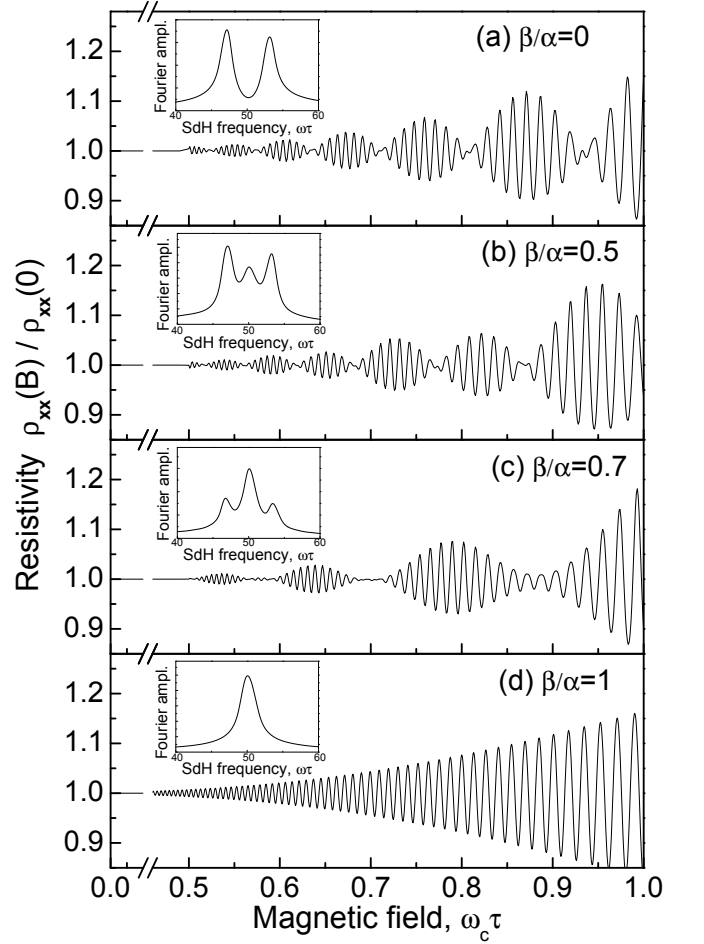 Resistivity ρxx(B) / ρxx(0)
1.2
1.1
1.0
0.9
(a) β/α=0
Fourier ampl.
40 50 60
SdH frequency, ωτ
1.2
1.1
1.0
0.9
(b) β/α=0.5
Fourier ampl.
40 50 60
SdH frequency, ωτ
1.2
1.1
1.0
0.9
(c) β/α=0.7
Fourier ampl.
40 50 60
SdH frequency, ωτ
1.2
1.1
1.0
0.9
(d) β/α=1
Fourier ampl.
40 50 60
SdH frequency, ωτ
0.0 0.5 0.6 0.7 0.8 0.9 1.0
Magnetic field, ωcτ